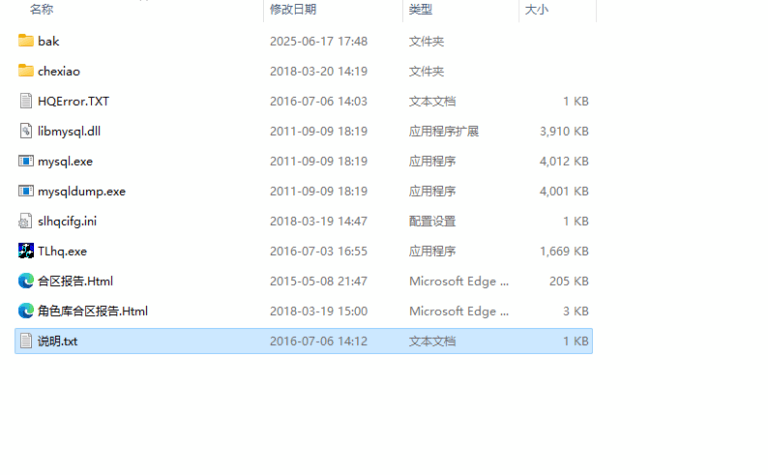 名称 修改日期 类型 大小
bak 2025-06-17 17:48 文件夹
chexiao 2018-03-20 14:19 文件夹
HQError.TXT 2016-07-06 14:03 文本文档 1 KB
libmysql.dll 2011-09-09 18:19 应用程序扩展 3,910 KB
mysql.exe 2011-09-09 18:19 应用程序 4,012 KB
mysqldump.exe 2011-09-09 18:19 应用程序 4,001 KB
slhqcifg.ini 2018-03-19 14:47 配置设置 1 KB
TLhq.exe 2016-07-03 16:55 应用程序 1,669 KB
合区报告.Html 2015-05-08 21:47 Microsoft Edge ... 205 KB
角色库合区报告.Html 2018-03-19 15:00 Microsoft Edge ... 3 KB
说明.txt 2016-07-06 14:12 文本文档 1 KB